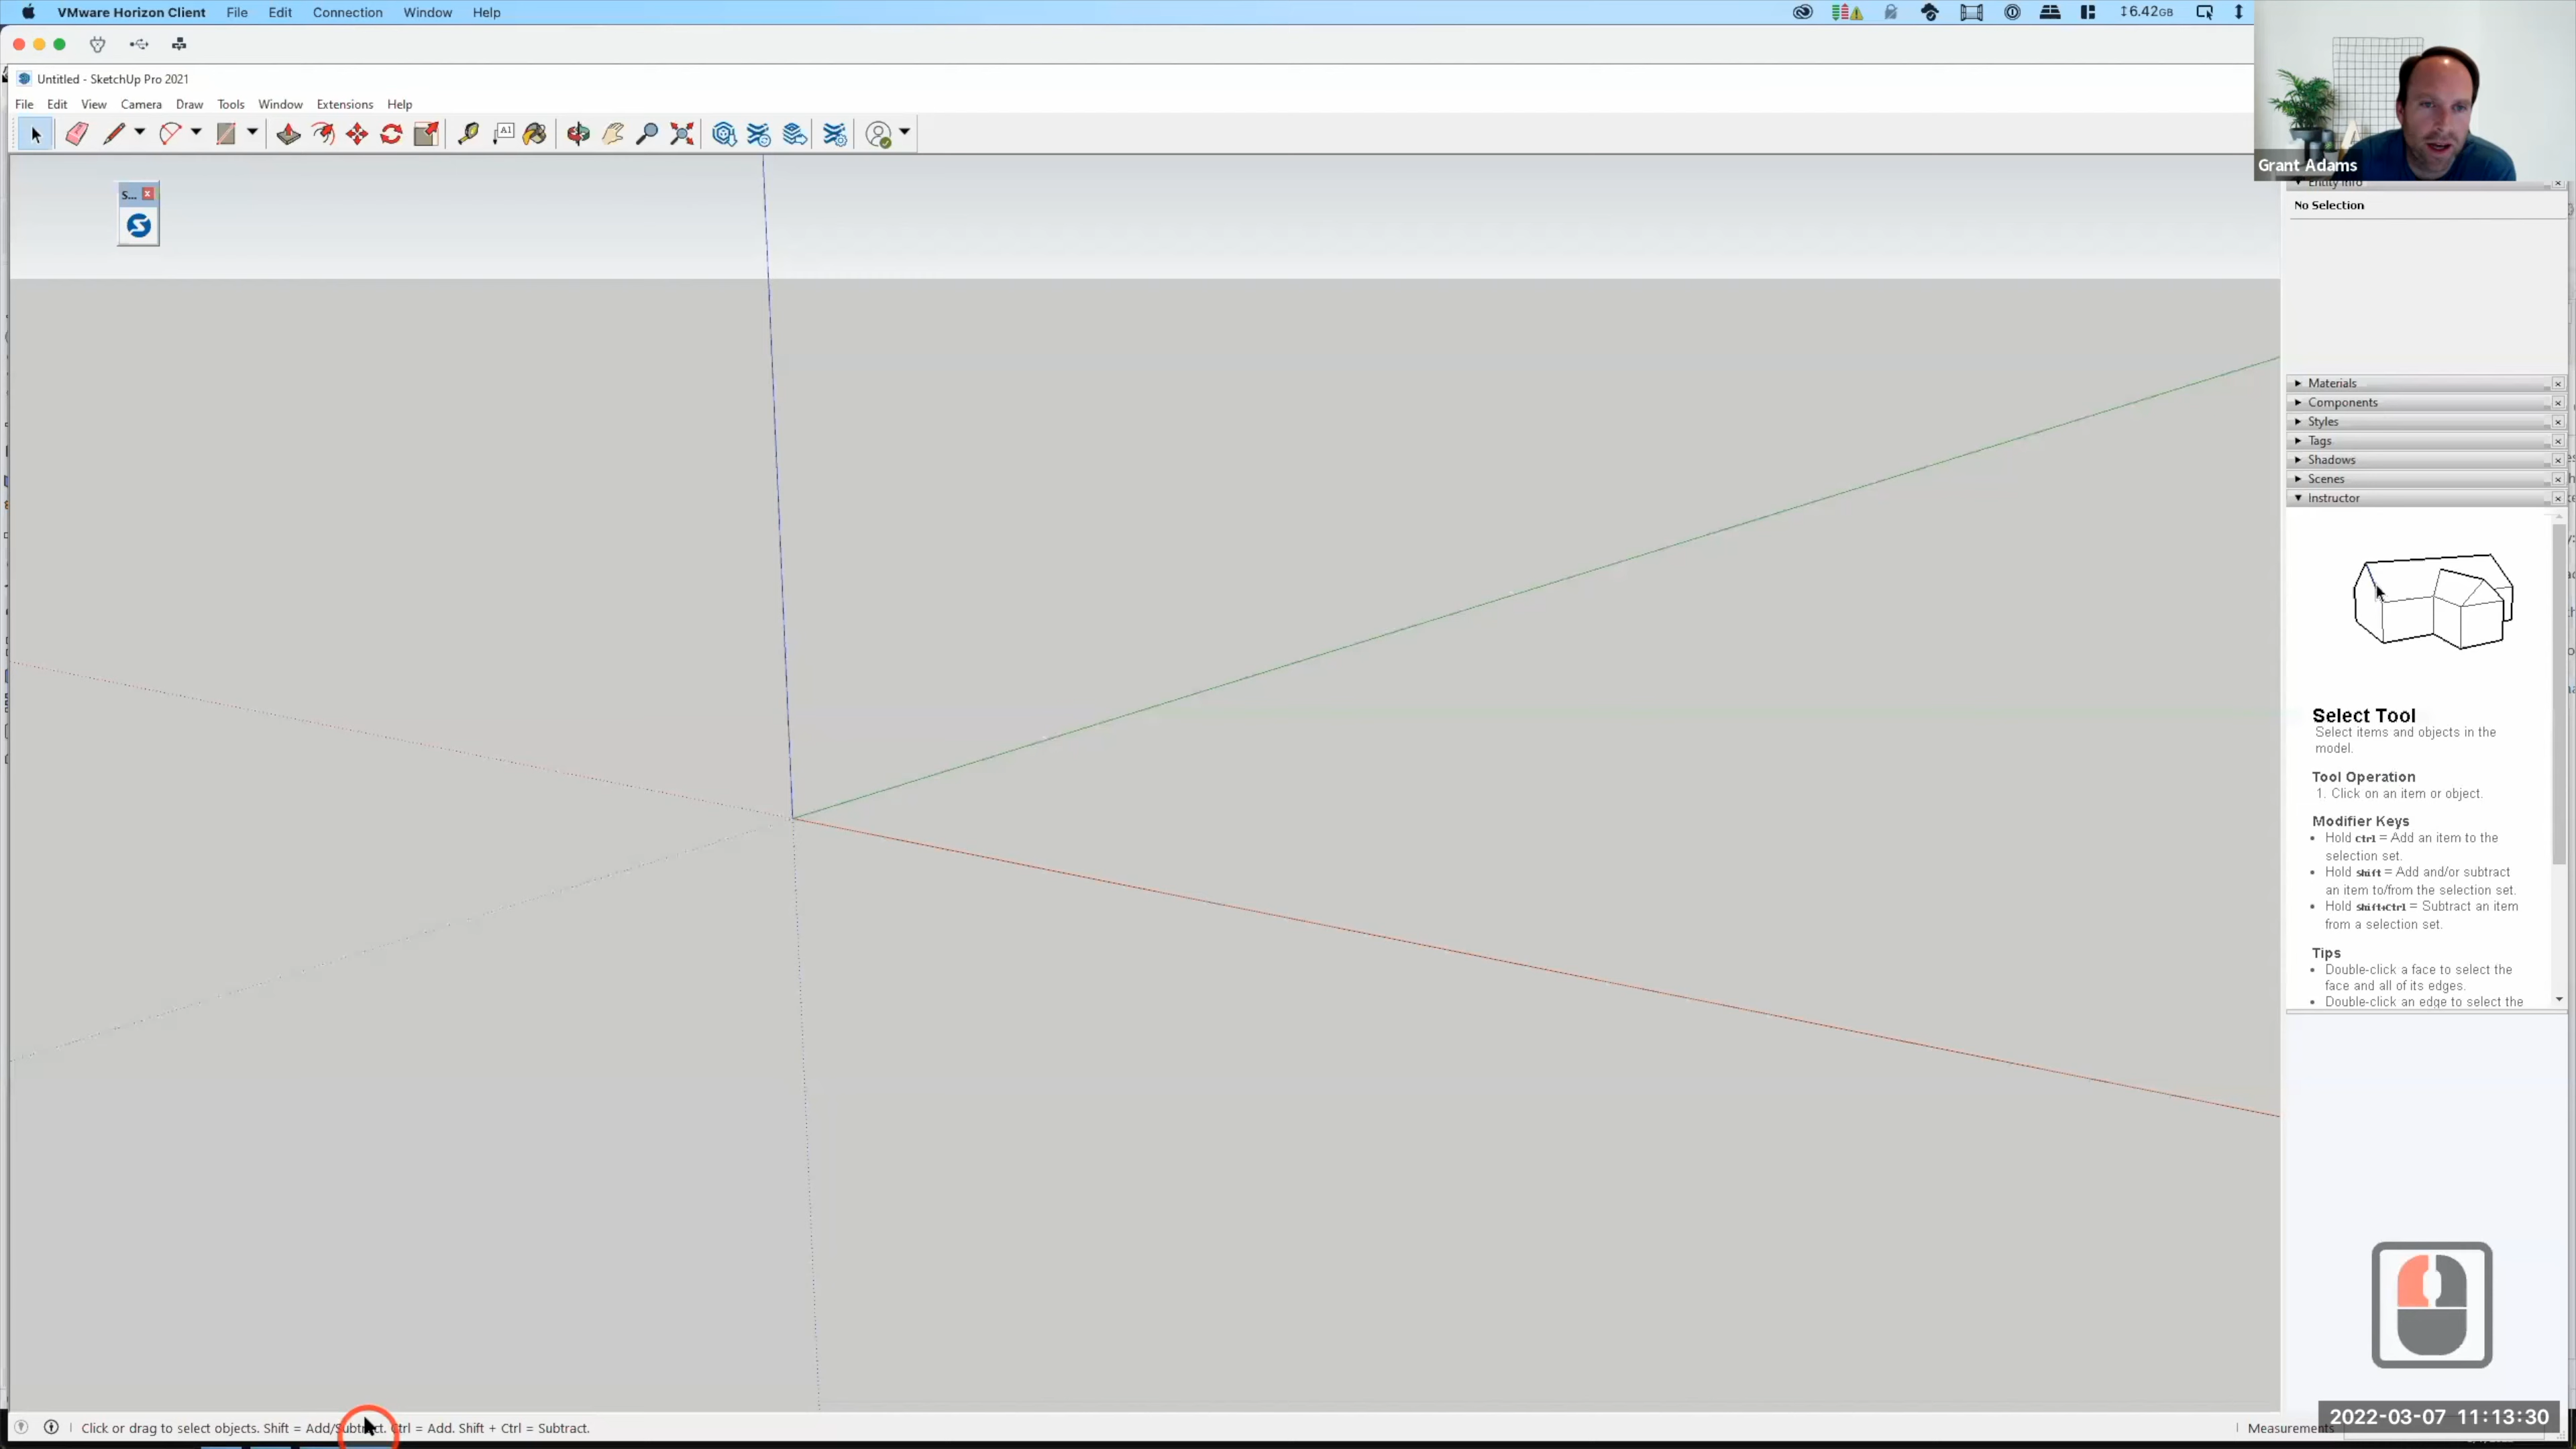 VMware Horizon Client File Edit Connection Window Help 6.42GB
Untitled - SketchUp Pro 2021
File Edit View Camera Draw Tools Window Extensions Help
A1
Grant Adams
S...
Entity Info
No Selection
Materials
Components
Styles
Tags
Shadows
Scenes
Instructor
Select Tool
Select items and objects in the
model.
Tool Operation
1. Click on an item or object.
Modifier Keys
• Hold Ctrl = Add an item to the
selection set.
• Hold Shift = Add and/or subtract
an item to/from the selection set.
• Hold Shift+Ctrl = Subtract an item
from a selection set.
Tips
• Double-click a face to select the
face and all of its edges.
• Double-click an edge to select the
Click or drag to select objects. Shift = Add/Subtract. Ctrl = Add. Shift + Ctrl = Subtract.
Measurements
2022-03-07 11:13:30